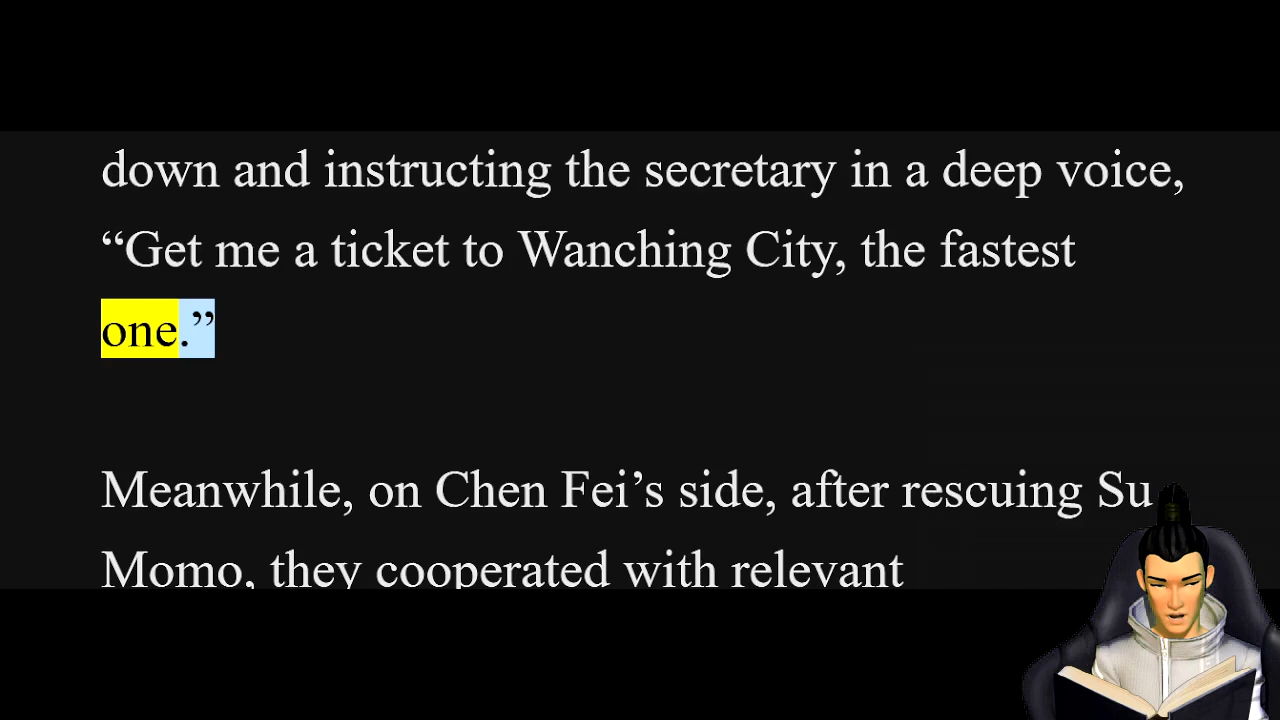 down and instructing the secretary in a deep voice,
“Get me a ticket to Wanching City, the fastest
one.”
Meanwhile, on Chen Fei’s side, after rescuing Su
Momo, they cooperated with relevant